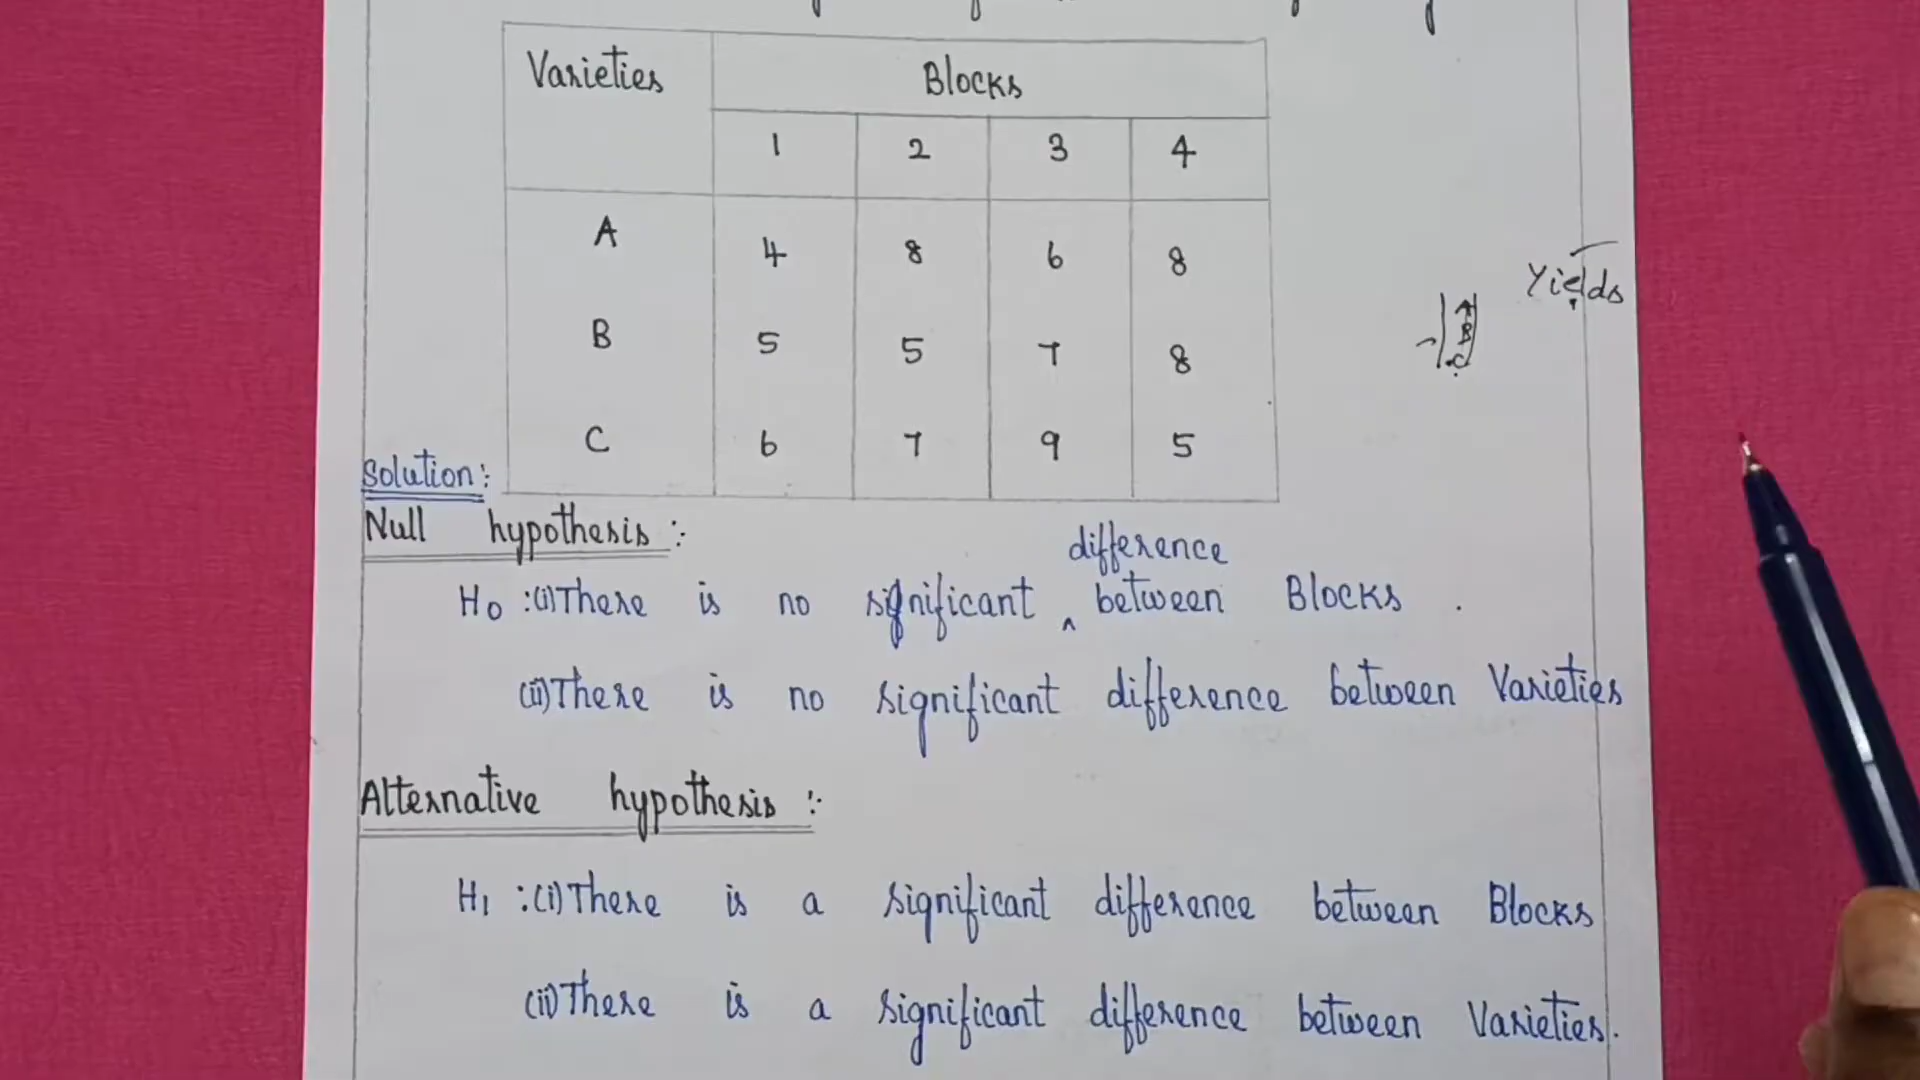 Varieties Blocks
1 2 3 4
A 4 8 6 8
B 5 5 7 8
C 6 7 9 5
Yields
B
C
Solution:
Null hypothesis:
difference
H0 :(i)There is no significant ^ between Blocks .
(ii)There is no significant difference between Varieties
Alternative hypothesis :
H1 :(i)There is a significant difference between Blocks
(ii)There is a significant difference between Varieties.